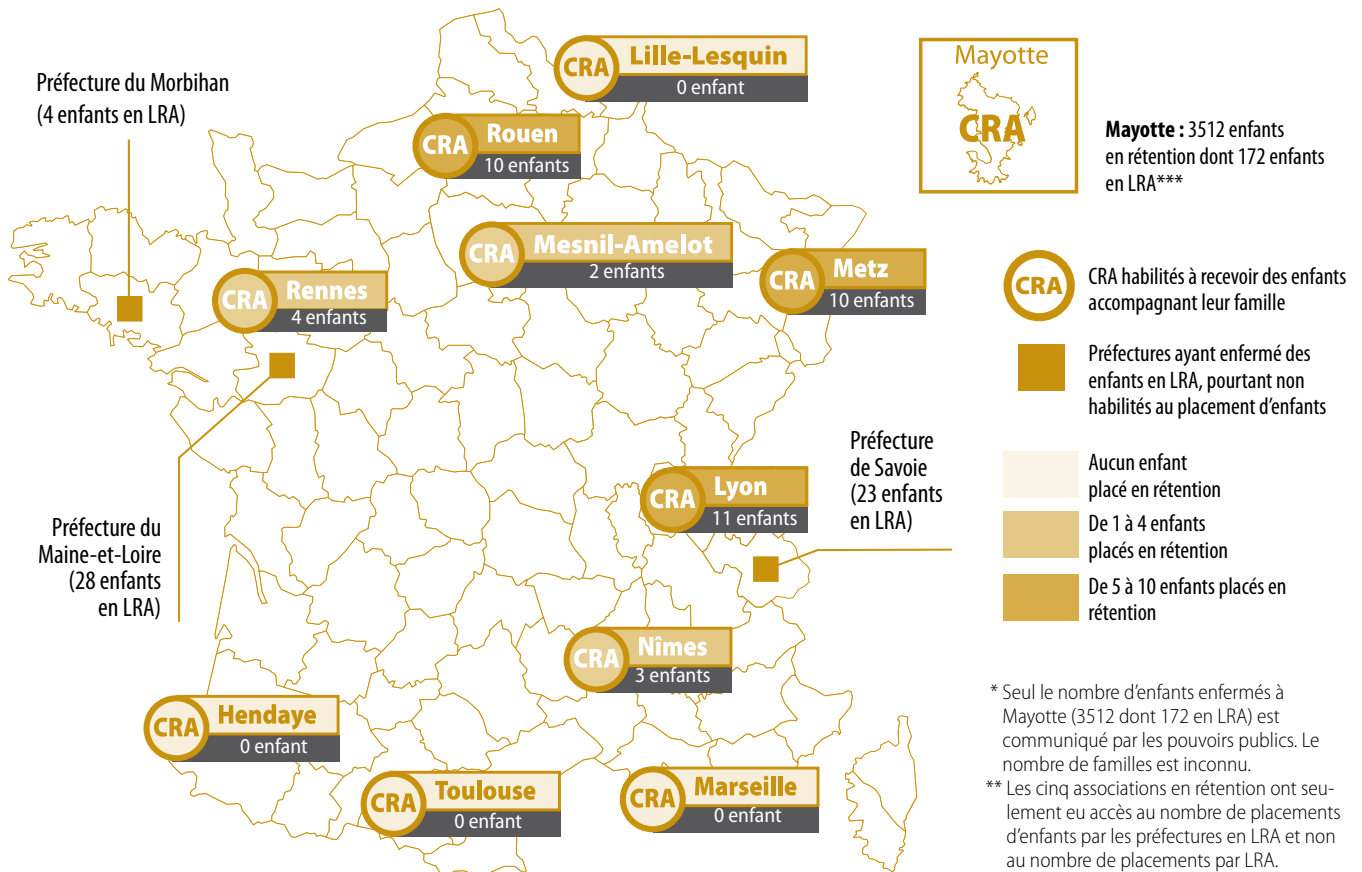 Préfecture du Morbihan
(4 enfants en LRA)
CRA
Lille-Lesquin
0 enfant
CRA
Rouen
10 enfants
CRA
Mesnil-Amelot
2 enfants
CRA
Metz
10 enfants
CRA
Rennes
4 enfants
Préfecture du
Maine-et-Loire
(28 enfants
en LRA)
CRA
Lyon
11 enfants
Préfecture
de Savoie
(23 enfants
en LRA)
CRA
Nîmes
3 enfants
CRA
Hendaye
0 enfant
CRA
Toulouse
0 enfant
CRA
Marseille
0 enfant
Mayotte
CRA
Mayotte : 3512 enfants
en rétention dont 172 enfants
en LRA***
CRA
CRA habilités à recevoir des enfants
accompagnant leur famille
Préfectures ayant enfermé des
enfants en LRA, pourtant non
habilités au placement d'enfants
Aucun enfant
placé en rétention
De 1 à 4 enfants
placés en rétention
De 5 à 10 enfants placés en
rétention
* Seul le nombre d'enfants enfermés à
Mayotte (3512 dont 172 en LRA) est
communiqué par les pouvoirs publics. Le
nombre de familles est inconnu.
** Les cinq associations en rétention ont seu-
lement eu accès au nombre de placements
d'enfants par les préfectures en LRA et non
au nombre de placements par LRA.